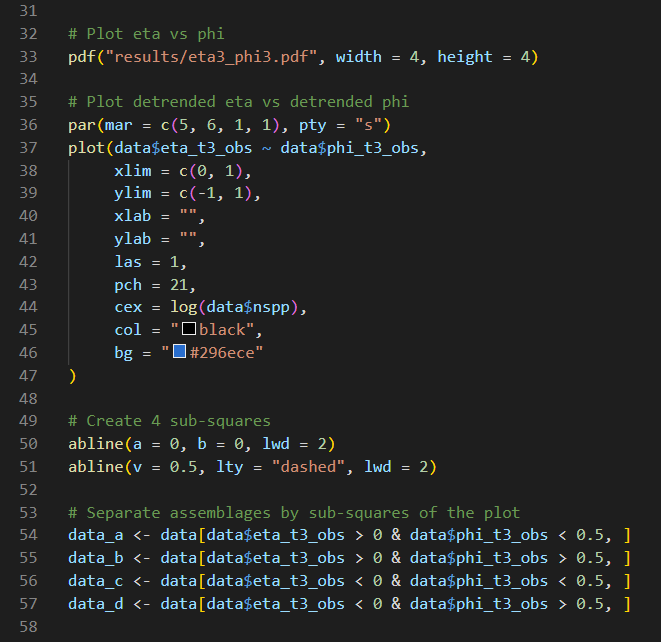 31
32 # Plot eta vs phi
33 pdf("results/eta3_phi3.pdf", width = 4, height = 4)
34
35 # Plot detrended eta vs detrended phi
36 par(mar = c(5, 6, 1, 1), pty = "s")
37 plot(data$eta_t3_obs ~ data$phi_t3_obs,
38     xlim = c(0, 1),
39     ylim = c(-1, 1),
40     xlab = "",
41     ylab = "",
42     las = 1,
43     pch = 21,
44     cex = log(data$nspp),
45     col = "black",
46     bg = "#296ece"
47 )
48
49 # Create 4 sub-squares
50 abline(a = 0, b = 0, lwd = 2)
51 abline(v = 0.5, lty = "dashed", lwd = 2)
52
53 # Separate assemblages by sub-squares of the plot
54 data_a <- data[data$eta_t3_obs > 0 & data$phi_t3_obs < 0.5, ]
55 data_b <- data[data$eta_t3_obs > 0 & data$phi_t3_obs > 0.5, ]
56 data_c <- data[data$eta_t3_obs < 0 & data$phi_t3_obs < 0.5, ]
57 data_d <- data[data$eta_t3_obs < 0 & data$phi_t3_obs > 0.5, ]
58